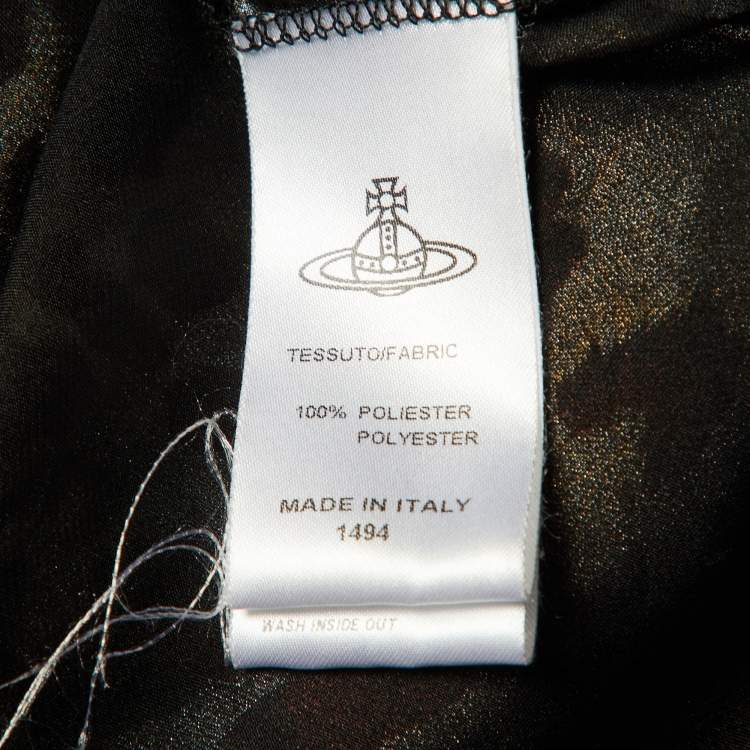 TESSUTO/FABRIC
100% POLIESTER
POLYESTER
MADE IN ITALY
1494
WASH INSIDE OUT